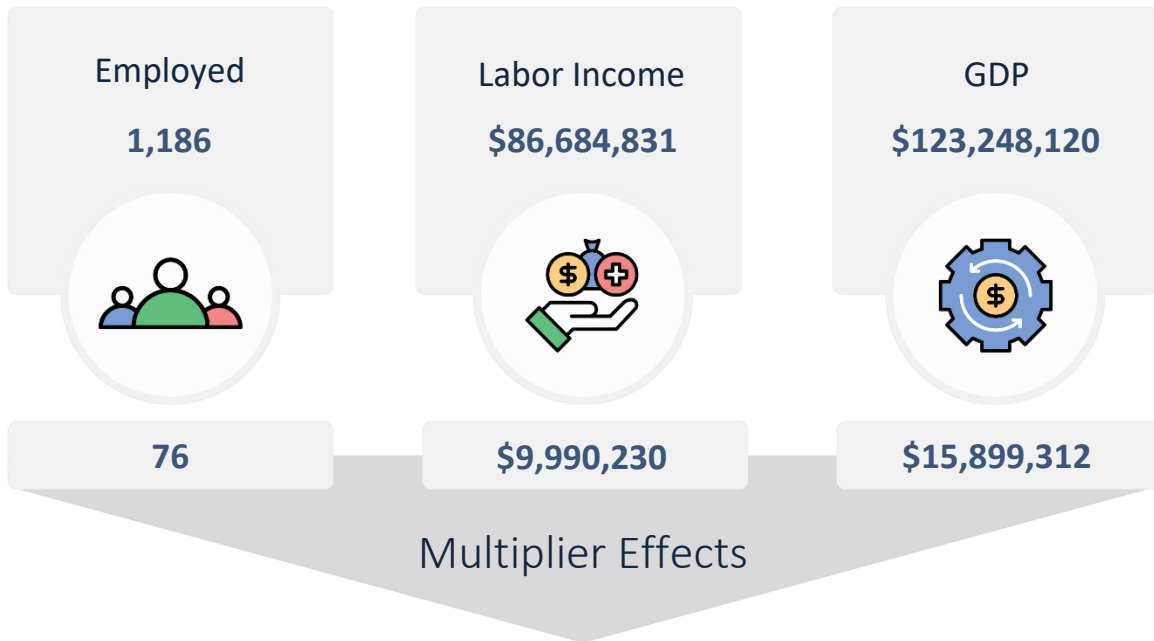 Employed
1,186
Labor Income
$86,684,831
GDP
$123,248,120
$
$
76
$9,990,230
$15,899,312
Multiplier Effects